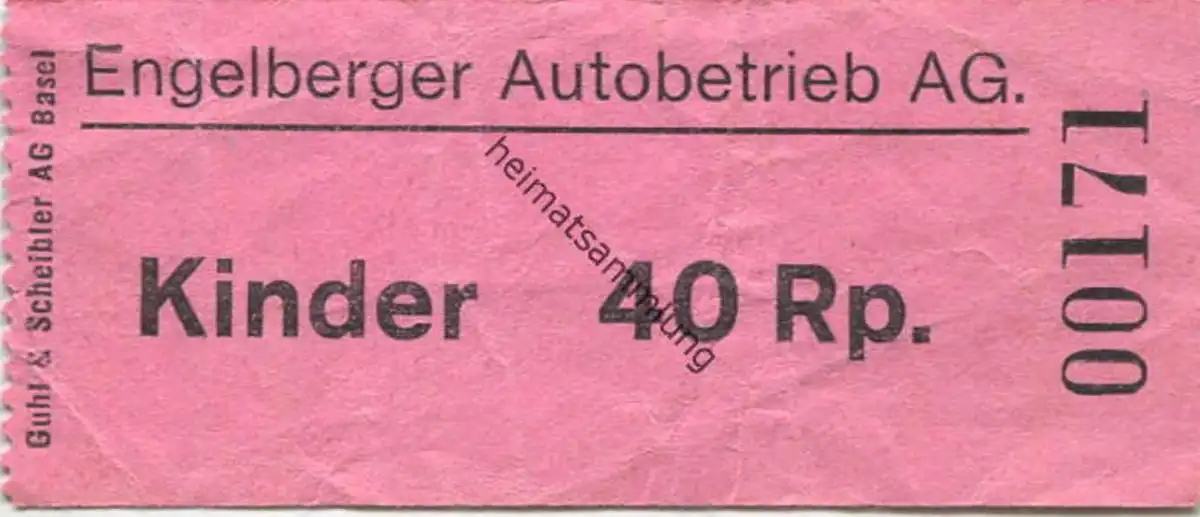 Engelberger Autobetrieb AG.
Kinder 40 Rp.
00171
Guhl & Scheibler AG Basel
heimatsammlung